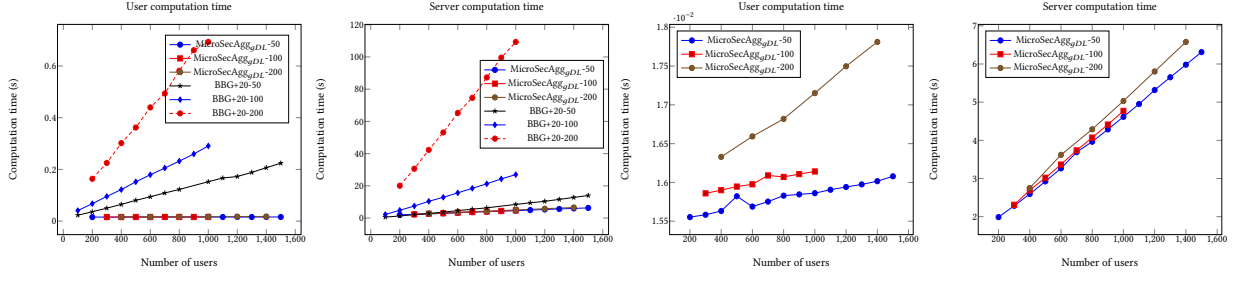 User computation time
Computation time (s)
0.6
0.4
0.2
0
0
200
400
600
800
1,000
1,200
1,400
1,600
Number of users
MicroSecAgg_gDL-50
MicroSecAgg_gDL-100
MicroSecAgg_gDL-200
BBG+20-50
BBG+20-100
BBG+20-200
Server computation time
Computation time (s)
120
100
80
60
40
20
0
0
200
400
600
800
1,000
1,200
1,400
1,600
Number of users
MicroSecAgg_gDL-50
MicroSecAgg_gDL-100
MicroSecAgg_gDL-200
BBG+20-50
BBG+20-100
BBG+20-200
User computation time
·10⁻²
Computation time (s)
1.8
1.75
1.7
1.65
1.6
1.55
200
400
600
800
1,000
1,200
1,400
1,600
Number of users
MicroSecAgg_gDL-50
MicroSecAgg_gDL-100
MicroSecAgg_gDL-200
Server computation time
Computation time (s)
7
6
5
4
3
2
200
400
600
800
1,000
1,200
1,400
1,600
Number of users
MicroSecAgg_gDL-50
MicroSecAgg_gDL-100
MicroSecAgg_gDL-200